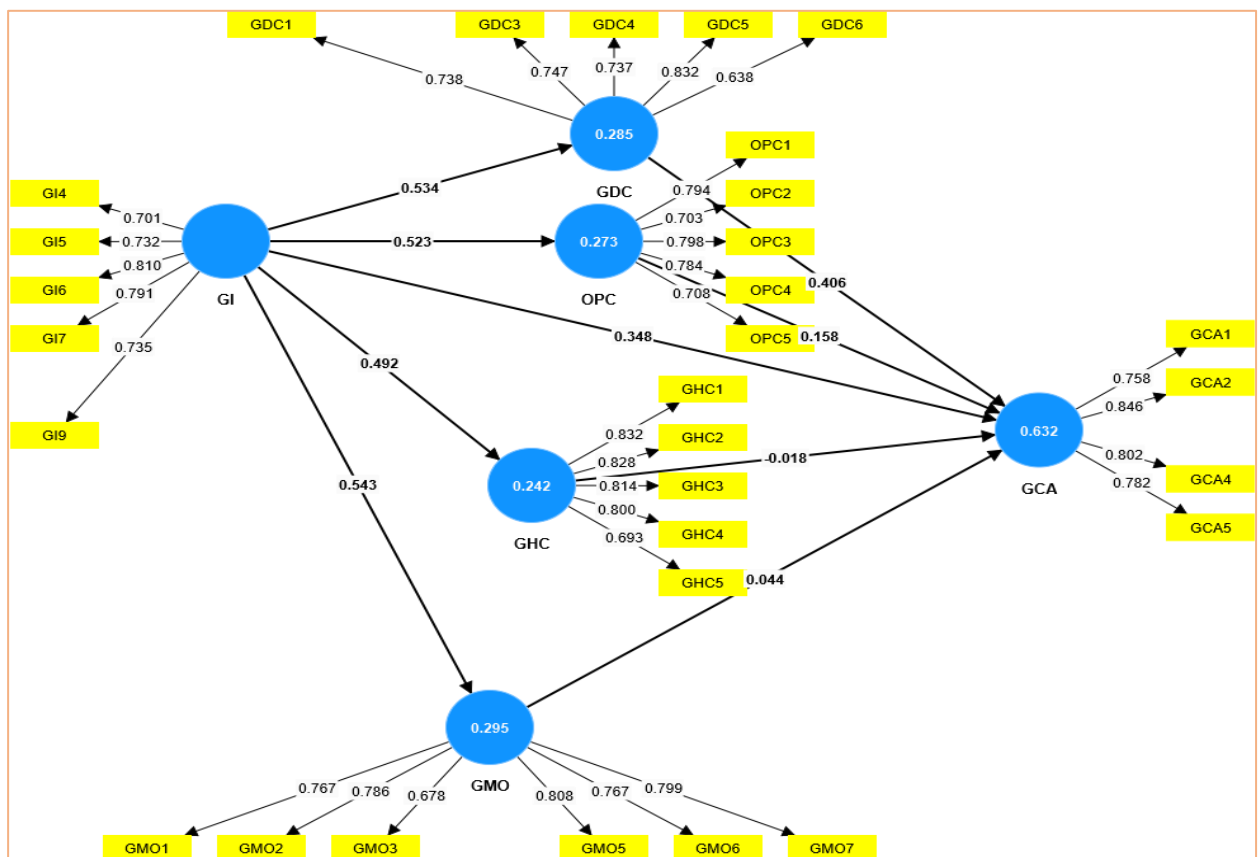 GDC1 GDC3 GDC4 GDC5 GDC6
0.738 0.747 0.737 0.832 0.638
0.285
GDC
GI4
GI5
GI6
GI7
GI9
0.701
0.732
0.810
0.791
0.735
GI
0.534
0.523
0.348
0.492
0.543
0.273
OPC
0.794
0.703
0.798
0.784
0.708
OPC1
OPC2
OPC3
OPC4
OPC5
0.406
0.158
0.242
GHC
0.832
0.828
0.814
0.800
0.693
GHC1
GHC2
GHC3
GHC4
GHC5
-0.018
0.044
0.632
GCA
0.758
0.846
0.802
0.782
GCA1
GCA2
GCA4
GCA5
0.295
GMO
0.767 0.786 0.678 0.808 0.767 0.799
GMO1 GMO2 GMO3 GMO5 GMO6 GMO7